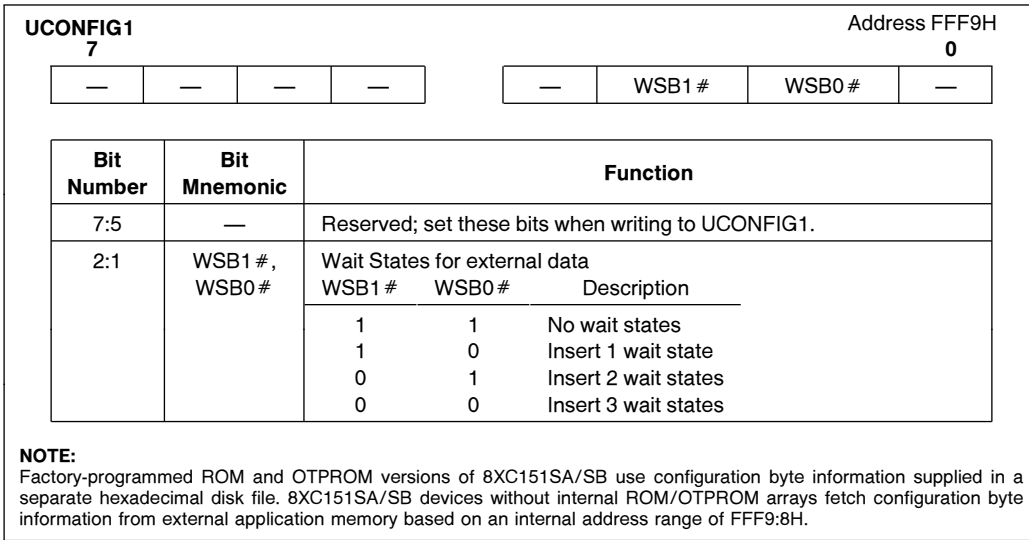 UCONFIG1 Address FFF9H
7 0
— — — — — WSB1# WSB0# —
Bit Number Bit Mnemonic Function
7:5 — Reserved; set these bits when writing to UCONFIG1.
2:1 WSB1#, Wait States for external data
WSB0# WSB1# WSB0# Description
1 1 No wait states
1 0 Insert 1 wait state
0 1 Insert 2 wait states
0 0 Insert 3 wait states
NOTE:
Factory-programmed ROM and OTPROM versions of 8XC151SA/SB use configuration byte information supplied in a
separate hexadecimal disk file. 8XC151SA/SB devices without internal ROM/OTPROM arrays fetch configuration byte
information from external application memory based on an internal address range of FFF9:8H.